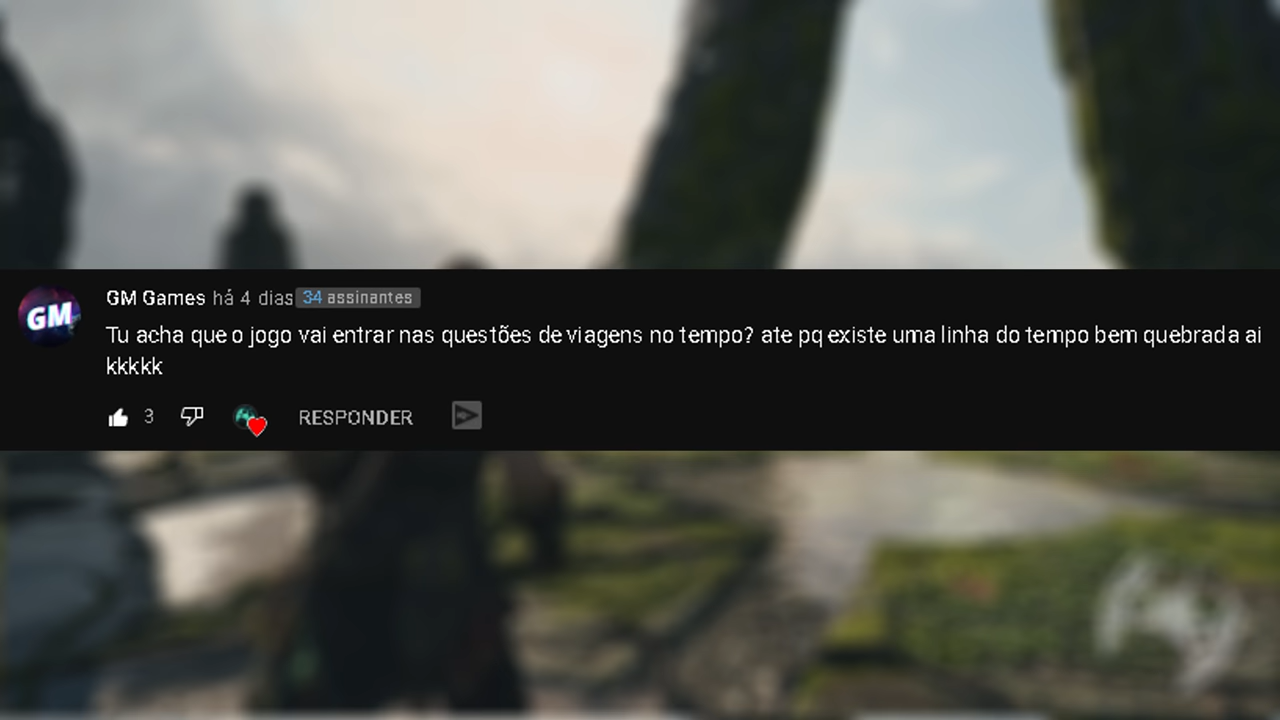 GM
GM Games há 4 dias 34 assinantes
Tu acha que o jogo vai entrar nas questões de viagens no tempo? ate pq existe uma linha do tempo bem quebrada ai
kkkkk
3 RESPONDER